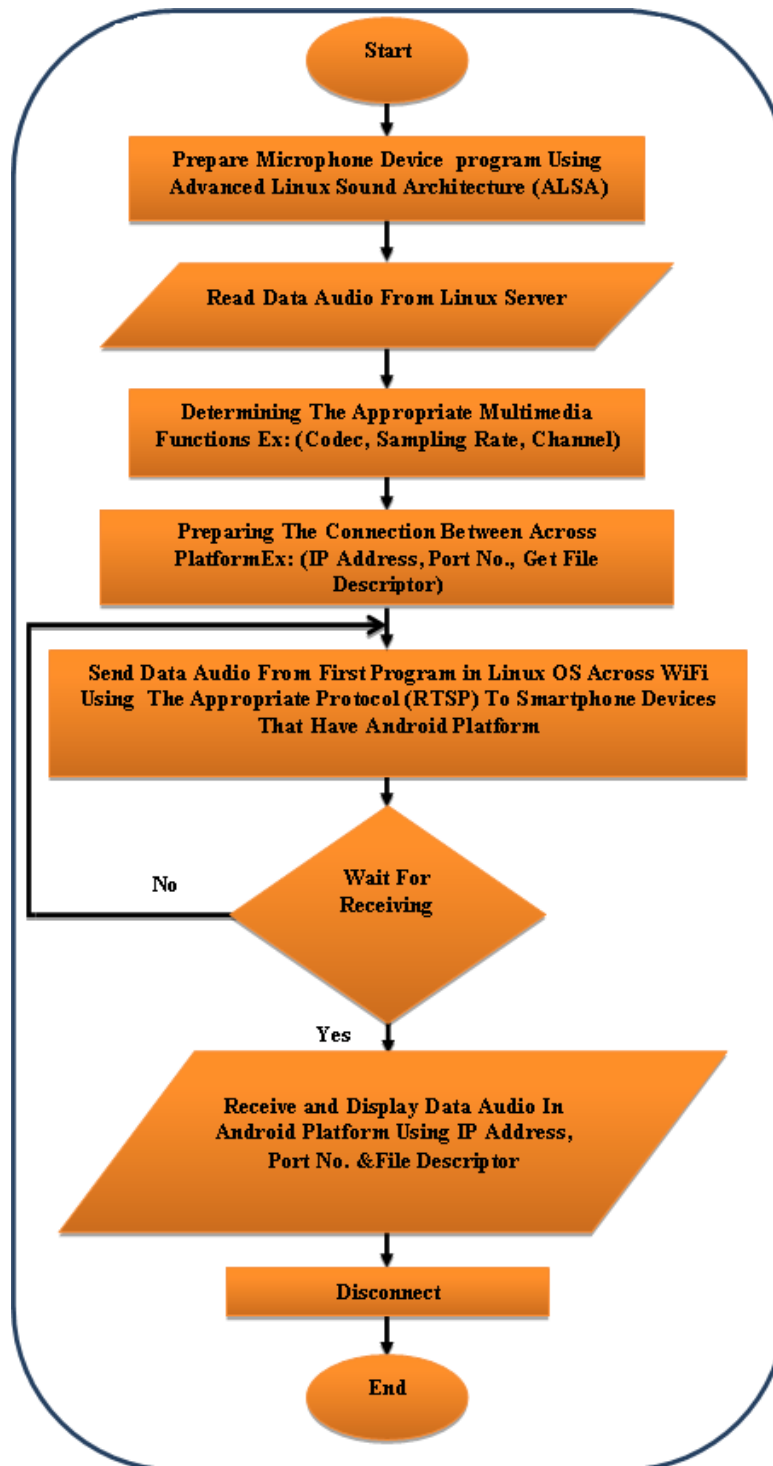 Start
Prepare Microphone Device program Using
Advanced Linux Sound Architecture (ALSA)
Read Data Audio From Linux Server
Determining The Appropriate Multimedia
Functions Ex: (Codec, Sampling Rate, Channel)
Preparing The Connection Between Across
PlatformEx: (IP Address, Port No., Get File
Descriptor)
Send Data Audio From First Program in Linux OS Across WiFi
Using The Appropriate Protocol (RTSP) To Smartphone Devices
That Have Android Platform
Wait For
Receiving
No
Yes
Receive and Display Data Audio In
Android Platform Using IP Address,
Port No. &File Descriptor
Disconnect
End